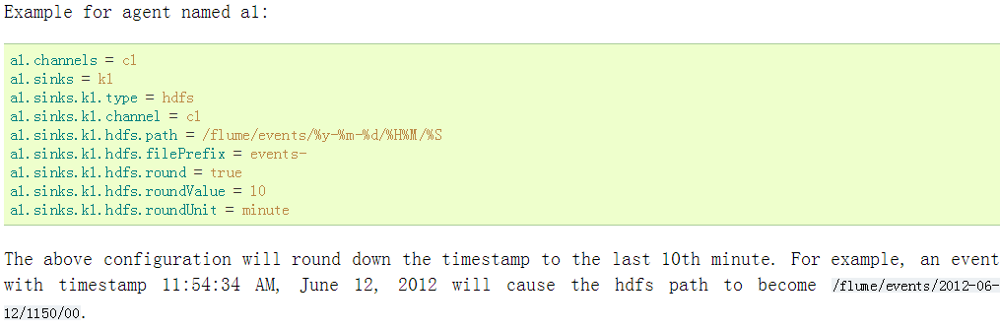 Example for agent named a1:
a1.channels = c1
a1.sinks = k1
a1.sinks.k1.type = hdfs
a1.sinks.k1.channel = c1
a1.sinks.k1.hdfs.path = /flume/events/%y-%m-%d/%H%M/%S
a1.sinks.k1.hdfs.filePrefix = events-
a1.sinks.k1.hdfs.round = true
a1.sinks.k1.hdfs.roundValue = 10
a1.sinks.k1.hdfs.roundUnit = minute
The above configuration will round down the timestamp to the last 10th minute. For example, an event
with timestamp 11:54:34 AM, June 12, 2012 will cause the hdfs path to become /flume/events/2012-06-
12/1150/00.